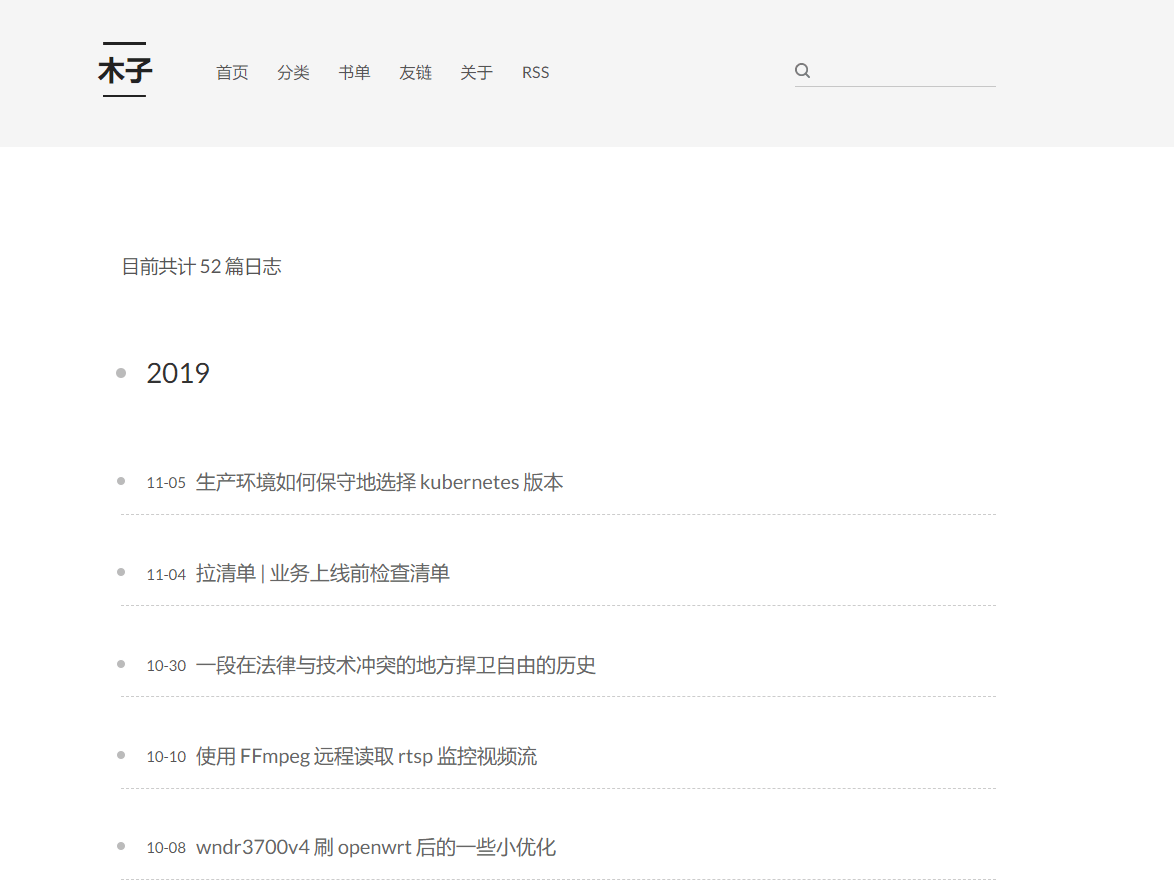 木子
首页 分类 书单 友链 关于 RSS
目前共计 52 篇日志
2019
11-05 生产环境如何保守地选择 kubernetes 版本
11-04 拉清单 | 业务上线前检查清单
10-30 一段在法律与技术冲突的地方捍卫自由的历史
10-10 使用 FFmpeg 远程读取 rtsp 监控视频流
10-08 wndr3700v4 刷 openwrt 后的一些小优化